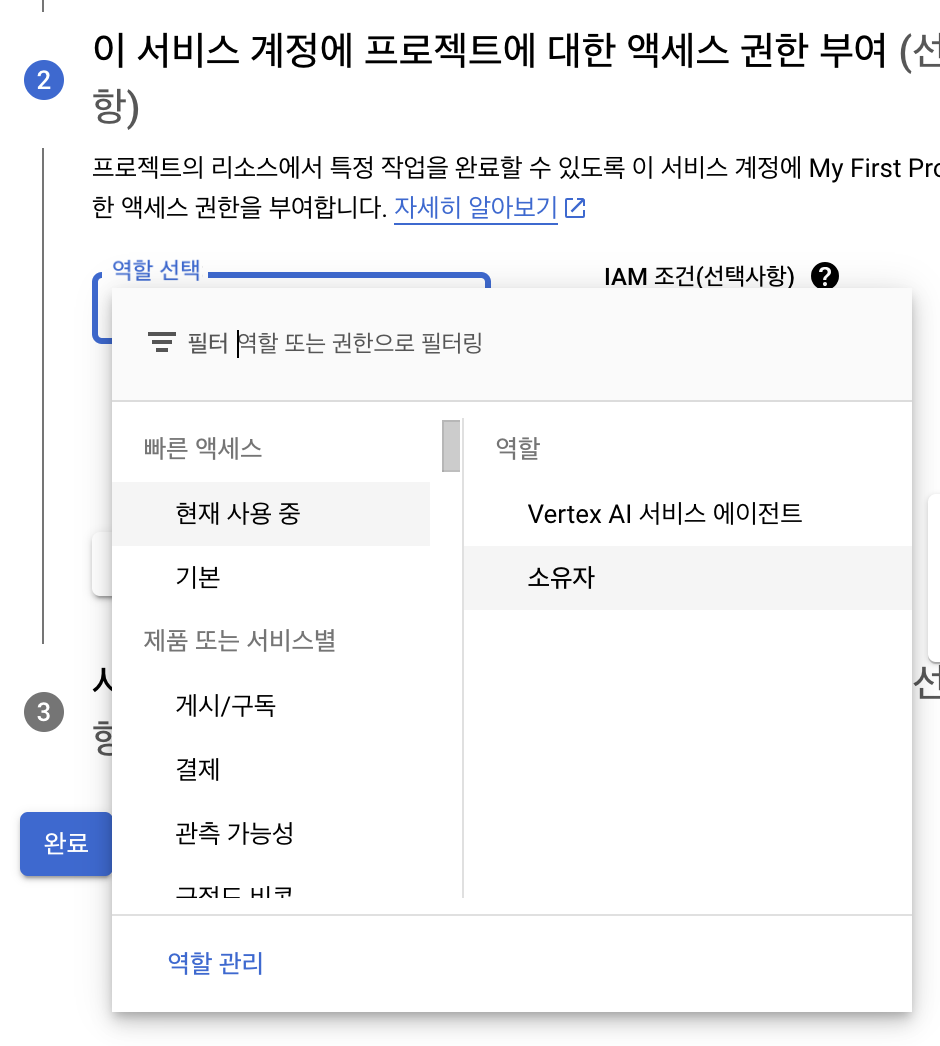 2
이 서비스 계정에 프로젝트에 대한 액세스 권한 부여 (선
항)
프로젝트의 리소스에서 특정 작업을 완료할 수 있도록 이 서비스 계정에 My First Pro
한 액세스 권한을 부여합니다. 자세히 알아보기
역할 선택
IAM 조건(선택사항) ?
필터 역할 또는 권한으로 필터링
빠른 액세스
현재 사용 중
기본
제품 또는 서비스별
게시/구독
결제
관측 가능성
역할
Vertex AI 서비스 에이전트
소유자
3
선
완료
역할 관리